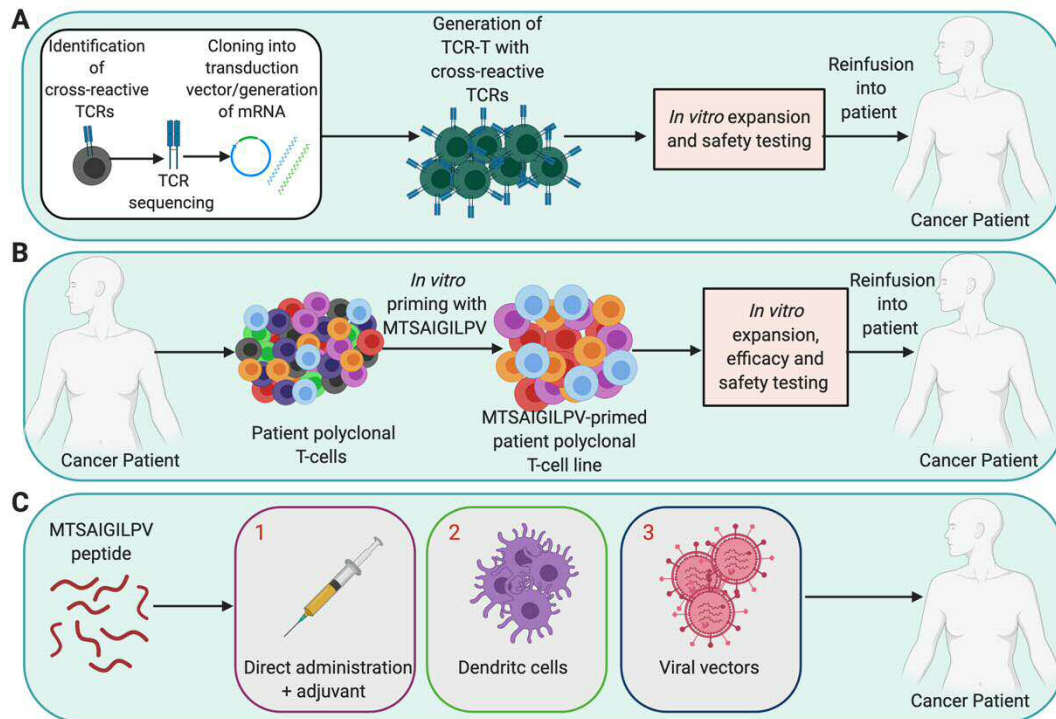 A
Identification
of
cross-reactive
TCRs
Cloning into
transduction
vector/generation
of mRNA
TCR
sequencing
Generation of
TCR-T with
cross-reactive
TCRs
In vitro expansion
and safety testing
Reinfusion
into
patient
Cancer Patient
B
Cancer Patient
Patient polyclonal
T-cells
In vitro
priming with
MTSAIGILPV
MTSAIGILPV-primed
patient polyclonal
T-cell line
In vitro
expansion,
efficacy and
safety testing
Reinfusion
into
patient
Cancer Patient
C
MTSAIGILPV
peptide
1
Direct administration
+ adjuvant
2
Dendritc cells
3
Viral vectors
Cancer Patient